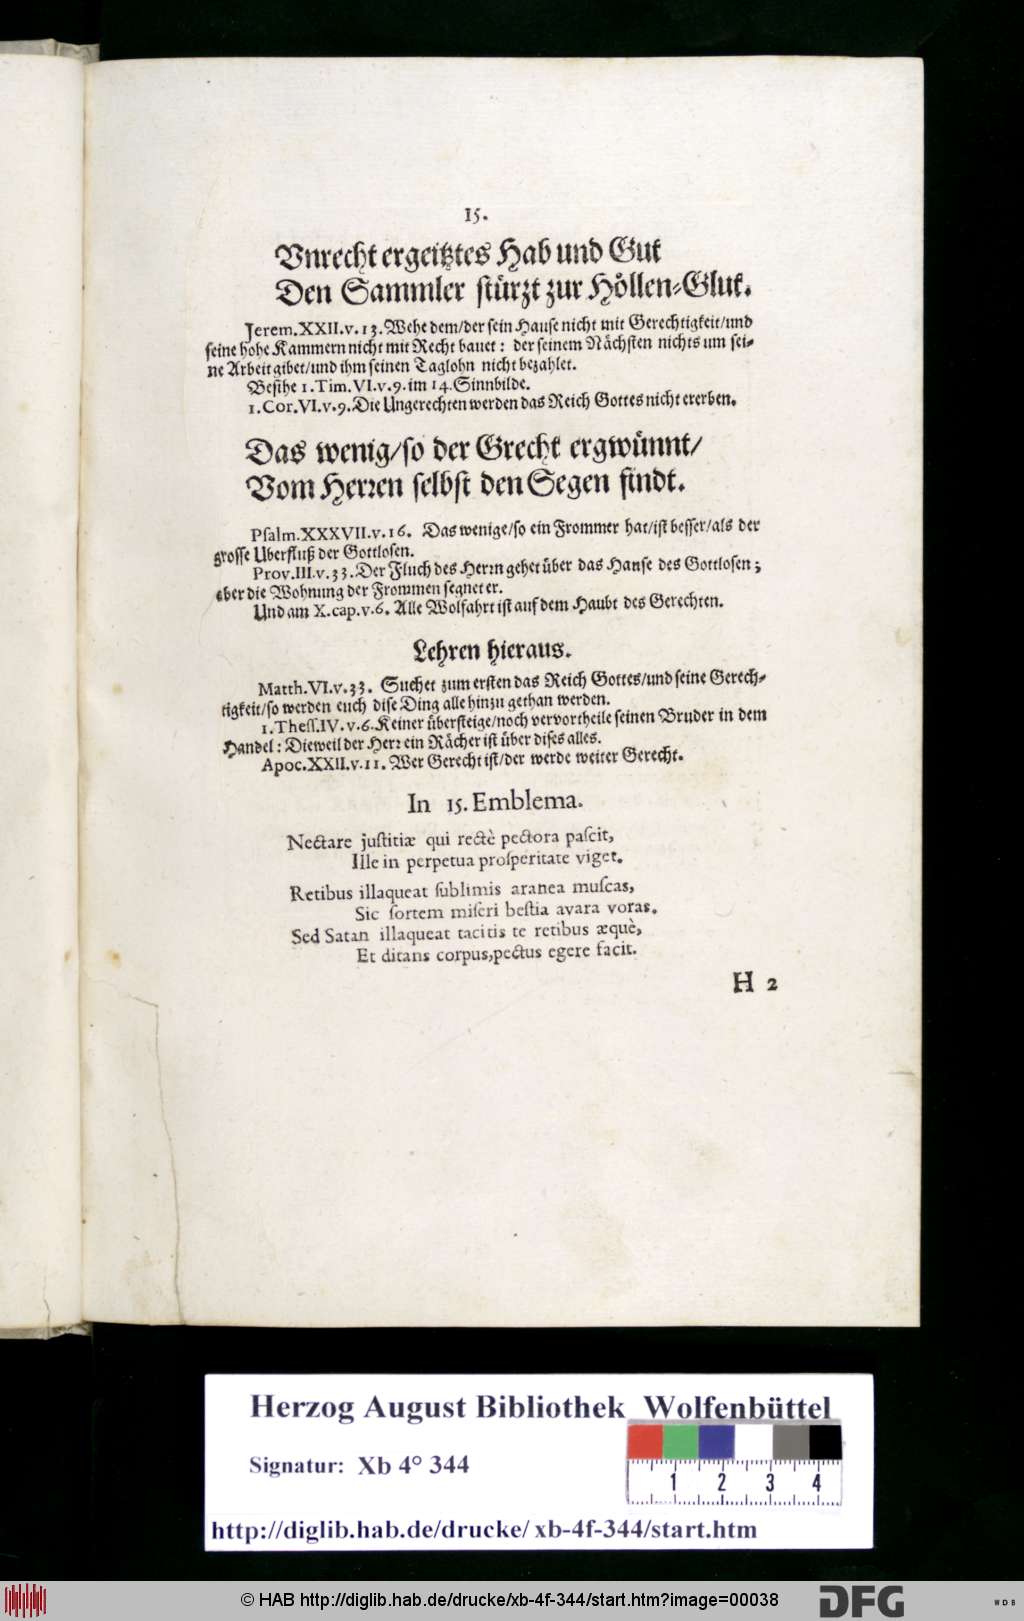 15.
Vnrecht ergeitztes Hab und Gut
Den Sammler stürzt zur Höllen-Glut.
Jerem.XXII.v.13.Wehe dem/der sein Hause nicht mit Gerechtigkeit/und
seine hohe Kammern nicht mit Recht bauet: der seinem Nächsten nichts um sei-
ne Arbeit gibet/und ihm seinen Taglohn nicht bezahlet.
Besihe 1.Tim.VI.v.9.im 14.Sinnbilde.
1.Cor.VI.v.9.Die Ungerechten werden das Reich Gottes nicht ererben.
Das wenig/so der Grecht ergwünnt/
Vom Herren selbst den Segen findt.
Psalm.XXXVII.v.16. Das wenige/so ein Frommer hat/ist besser/als der
grosse Uberfluß der Gottlosen.
Prov.III.v.33.Der Fluch des Herrn gehet über das Hause des Gottlosen;
aber die Wohnung der Frommen segnet er.
Und am X.cap.v.6. Alle Wolfahrt ist auf dem Haubt des Gerechten.
Lehren hieraus.
Matth.VI.v.33. Suchet zum ersten das Reich Gottes/und seine Gerech-
tigkeit/so werden euch dise Ding alle hinzu gethan werden.
1.Thess.IV.v.6.Keiner übersteige/noch vervortheile seinen Bruder in dem
Handel: Dieweil der Herr ein Rächer ist über dises alles.
Apoc.XXII.v.11. Wer Gerecht ist/der werde weiter Gerecht.
In 15.Emblema.
Nectare justitiæ qui rectè pectora pascit,
Ille in perpetua prosperitate viget.
Retibus illaqueat sublimis aranea muscas,
Sic sortem miseri bestia avara voras.
Sed Satan illaqueat tacitis te retibus æquè,
Et ditans corpus,pectus egere facit.
H 2
Herzog August Bibliothek Wolfenbüttel
Signatur: Xb 4° 344
1 2 3 4
http://diglib.hab.de/drucke/ xb-4f-344/start.htm
© HAB http://diglib.hab.de/drucke/xb-4f-344/start.htm?image=00038
DFG
WDB